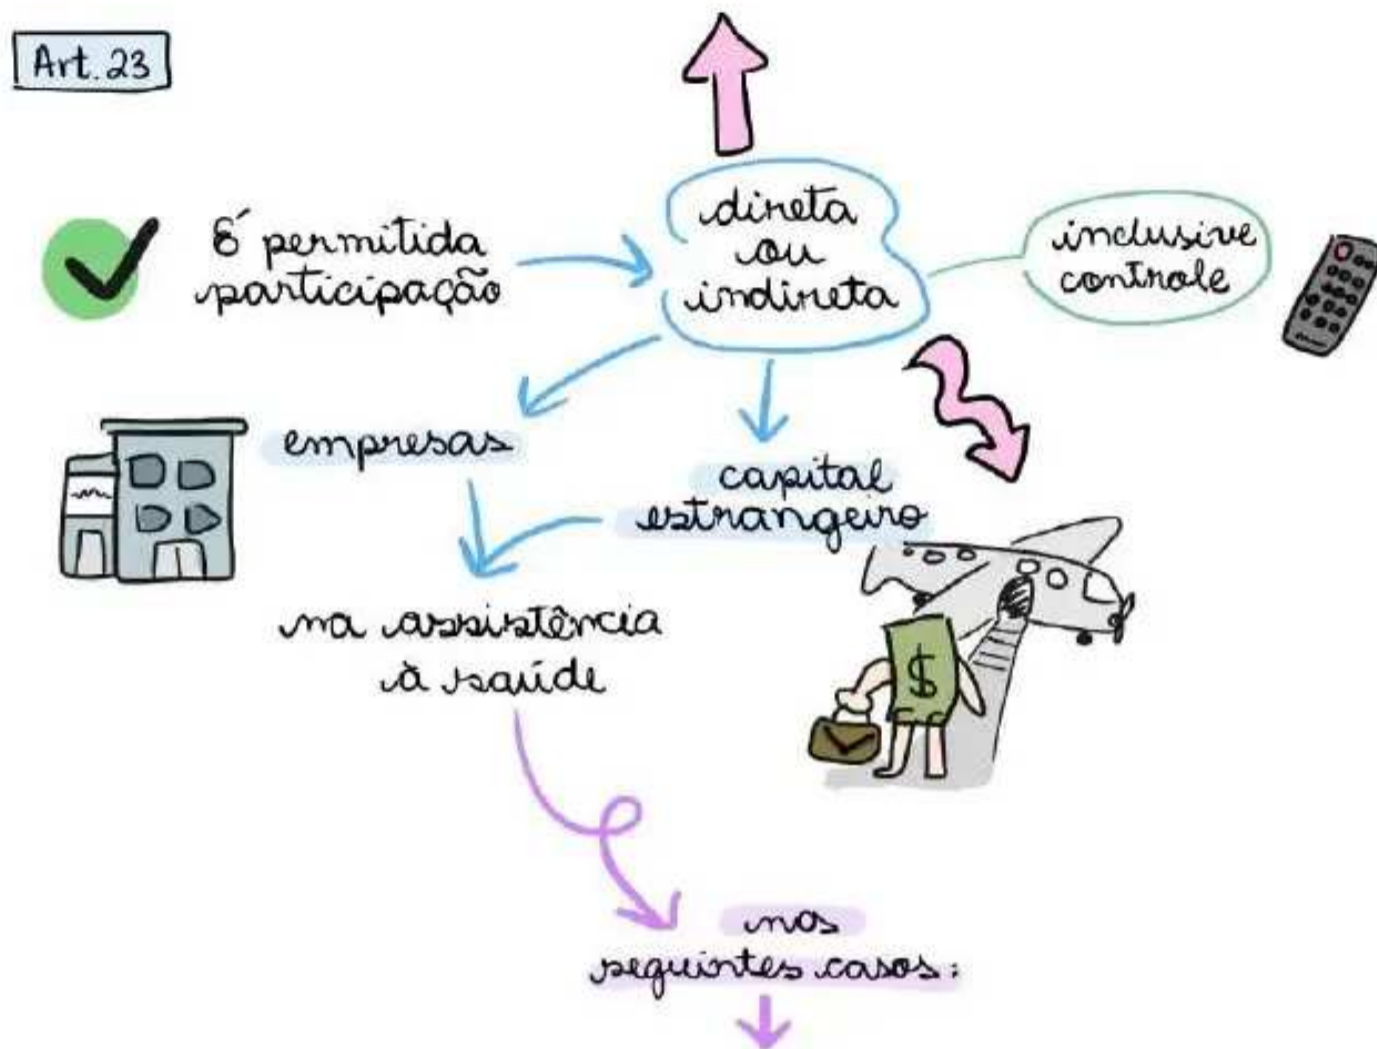 Art. 23
É permitida
participação
direta
ou
indireta
inclusive
controle
empresas
capital
estrangeiro
na assistência
à saúde
$
nos
seguintes casos: